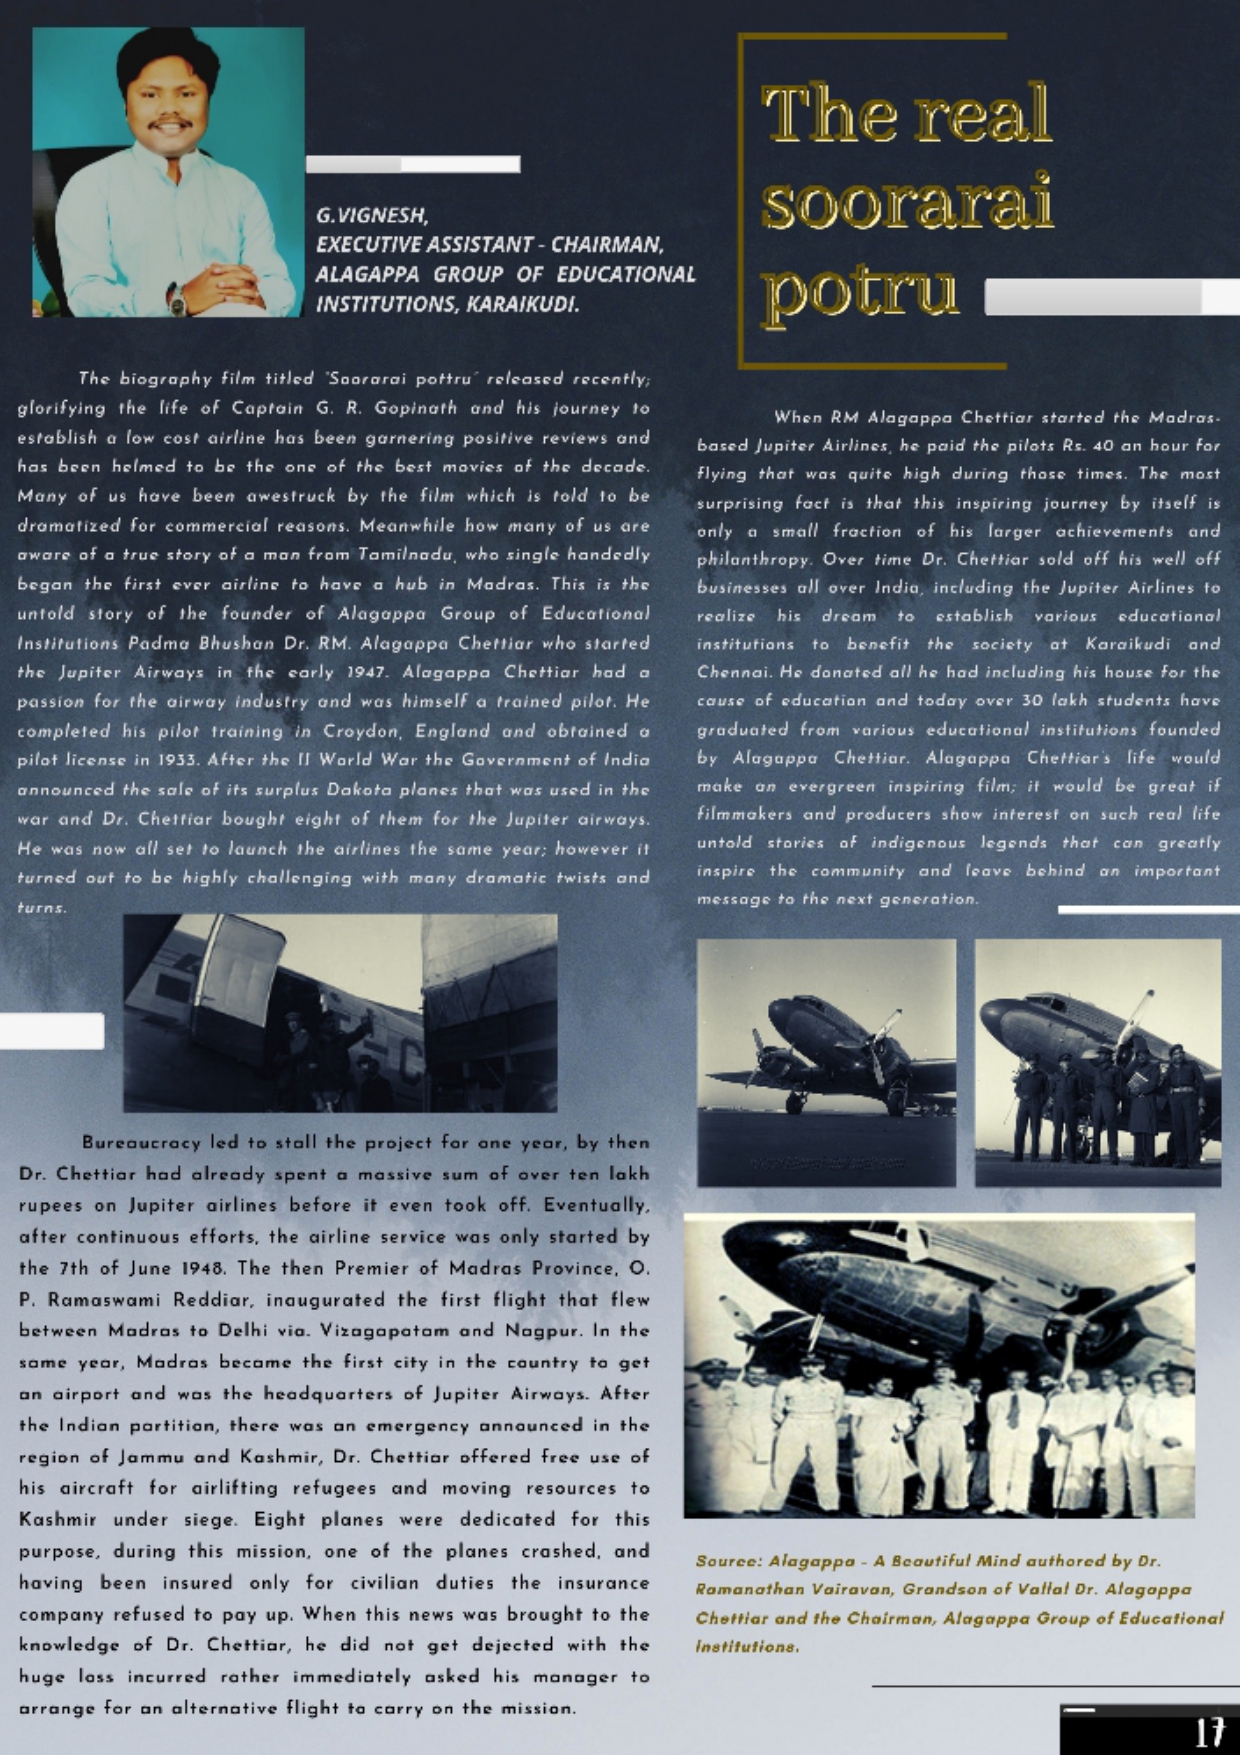 G.VIGNESH,
EXECUTIVE ASSISTANT - CHAIRMAN,
ALAGAPPA GROUP OF EDUCATIONAL
INSTITUTIONS, KARAIKUDI.
The real
soorarai
potru
The biography film titled "Soorarai pottru" released recently;
glorifying the life of Captain G. R. Gopinath and his journey to
establish a low cost airline has been garnering positive reviews and
has been helmed to be the one of the best movies of the decade.
Many of us have been awestruck by the film which is told to be
dramatized for commercial reasons. Meanwhile how many of us are
aware of a true story of a man from Tamilnadu, who single handedly
began the first ever airline to have a hub in Madras. This is the
untold story of the founder of Alagappa Group of Educational
Institutions Padma Bhushan Dr. RM. Alagappa Chettiar who started
the Jupiter Airways in the early 1947. Alagappa Chettiar had a
passion for the airway industry and was himself a trained pilot. He
completed his pilot training in Croydon, England and obtained a
pilot license in 1933. After the II World War the Government of India
announced the sale of its surplus Dakota planes that was used in the
war and Dr. Chettiar bought eight of them for the Jupiter airways.
He was now all set to launch the airlines the same year; however it
turned out to be highly challenging with many dramatic twists and
turns.
Bureaucracy led to stall the project for one year, by then
Dr. Chettiar had already spent a massive sum of over ten lakh
rupees on Jupiter airlines before it even took off. Eventually,
after continuous efforts, the airline service was only started by
the 7th of June 1948. The then Premier of Madras Province, O.
P. Ramaswami Reddiar, inaugurated the first flight that flew
between Madras to Delhi via. Vizagapatam and Nagpur. In the
same year, Madras became the first city in the country to get
an airport and was the headquarters of Jupiter Airways. After
the Indian partition, there was an emergency announced in the
region of Jammu and Kashmir, Dr. Chettiar offered free use of
his aircraft for airlifting refugees and moving resources to
Kashmir under siege. Eight planes were dedicated for this
purpose, during this mission, one of the planes crashed, and
having been insured only for civilian duties the insurance
company refused to pay up. When this news was brought to the
knowledge of Dr. Chettiar, he did not get dejected with the
huge loss incurred rather immediately asked his manager to
arrange for an alternative flight to carry on the mission.
When RM Alagappa Chettiar started the Madras-
based Jupiter Airlines, he paid the pilots Rs. 40 an hour for
flying that was quite high during those times. The most
surprising fact is that this inspiring journey by itself is
only a small fraction of his larger achievements and
philanthropy. Over time Dr. Chettiar sold off his well off
businesses all over India, including the Jupiter Airlines to
realize his dream to establish various educational
institutions to benefit the society at Karaikudi and
Chennai. He donated all he had including his house for the
cause of education and today over 30 lakh students have
graduated from various educational institutions founded
by Alagappa Chettiar. Alagappa Chettiar's life would
make an evergreen inspiring film; it would be great if
filmmakers and producers show interest on such real life
untold stories of indigenous legends that can greatly
inspire the community and leave behind an important
message to the next generation.
Source: Alagappa - A Beautiful Mind authored by Dr.
Ramanathan Vairavan, Grandson of Vallal Dr. Alagappa
Chettiar and the Chairman, Alagappa Group of Educational
Institutions.
17